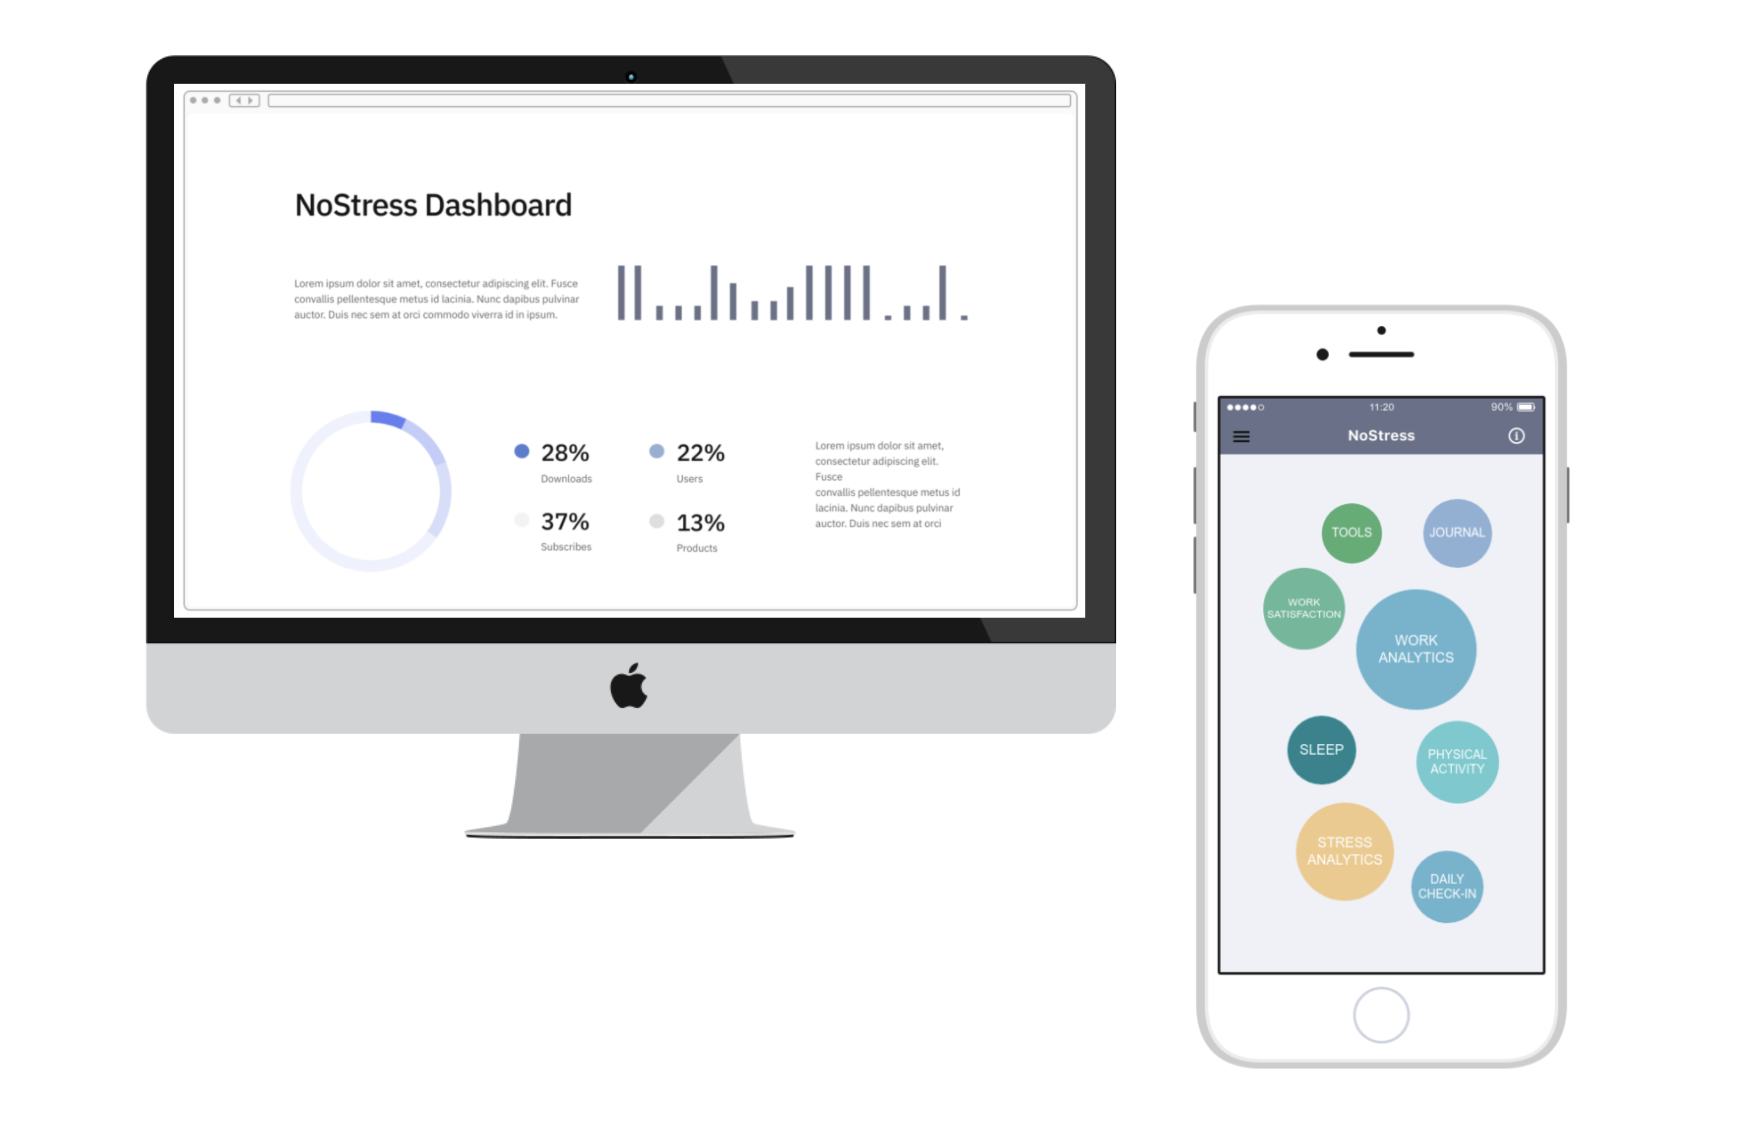 NoStress Dashboard
Lorem ipsum dolor sit amet, consectetur adipiscing elit. Fusce
convallis pellentesque metus id lacinia. Nunc dapibus pulvinar
auctor. Duis nec sem at orci commodo viverra id in ipsum.
28%
Downloads
22%
Users
37%
Subscribes
13%
Products
Lorem ipsum dolor sit amet,
consectetur adipiscing elit.
Fusce
convallis pellentesque metus id
lacinia. Nunc dapibus pulvinar
auctor. Duis nec sem at orci
11:20
90%
NoStress
TOOLS
JOURNAL
WORK
SATISFACTION
WORK
ANALYTICS
SLEEP
PHYSICAL
ACTIVITY
STRESS
ANALYTICS
DAILY
CHECK-IN